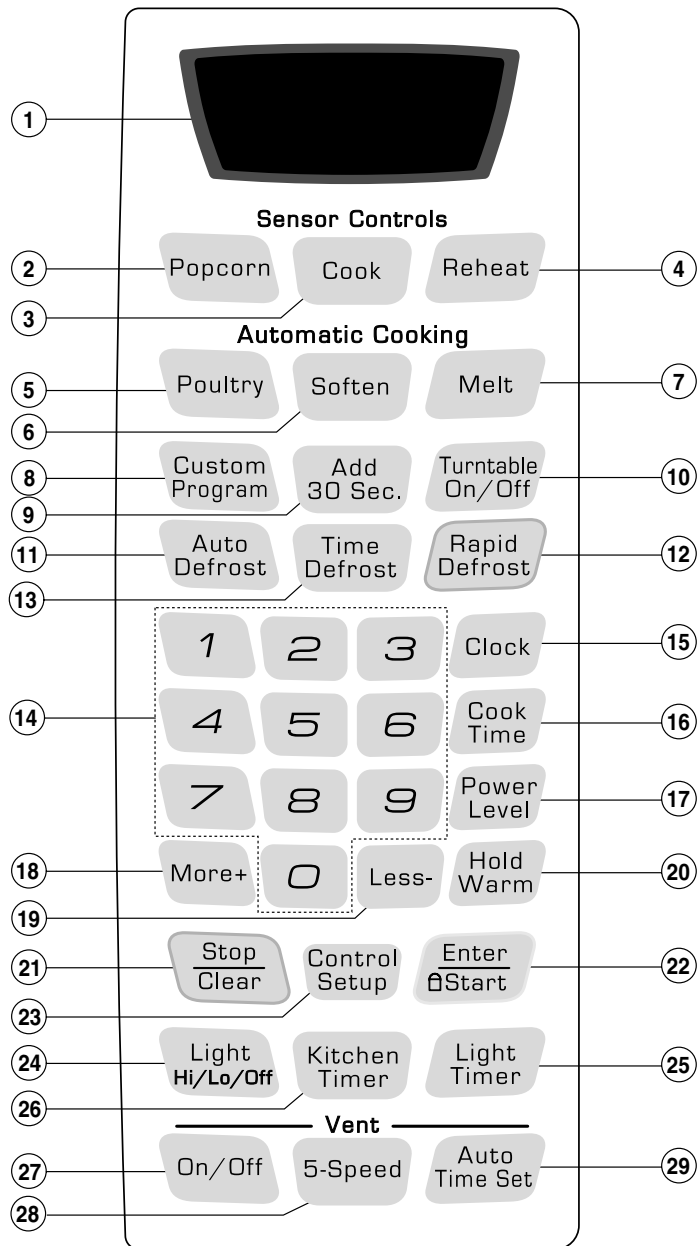 1
Sensor Controls
2 Popcorn Cook Reheat 4
3
Automatic Cooking
5 Poultry Soften Melt 7
6
8 Custom Program Add 30 Sec. Turntable On/Off 10
9
11 Auto Defrost Time Defrost Rapid Defrost 12
13
1 2 3 Clock 15
14 4 5 6 Cook Time 16
7 8 9 Power Level 17
18 More+ 0 Less- Hold Warm 20
19
21 Stop Clear Control Setup Enter Start 22
23
24 Light Hi/Lo/Off Kitchen Timer Light Timer 25
26
Vent
27 On/Off 5-Speed Auto Time Set 29
28